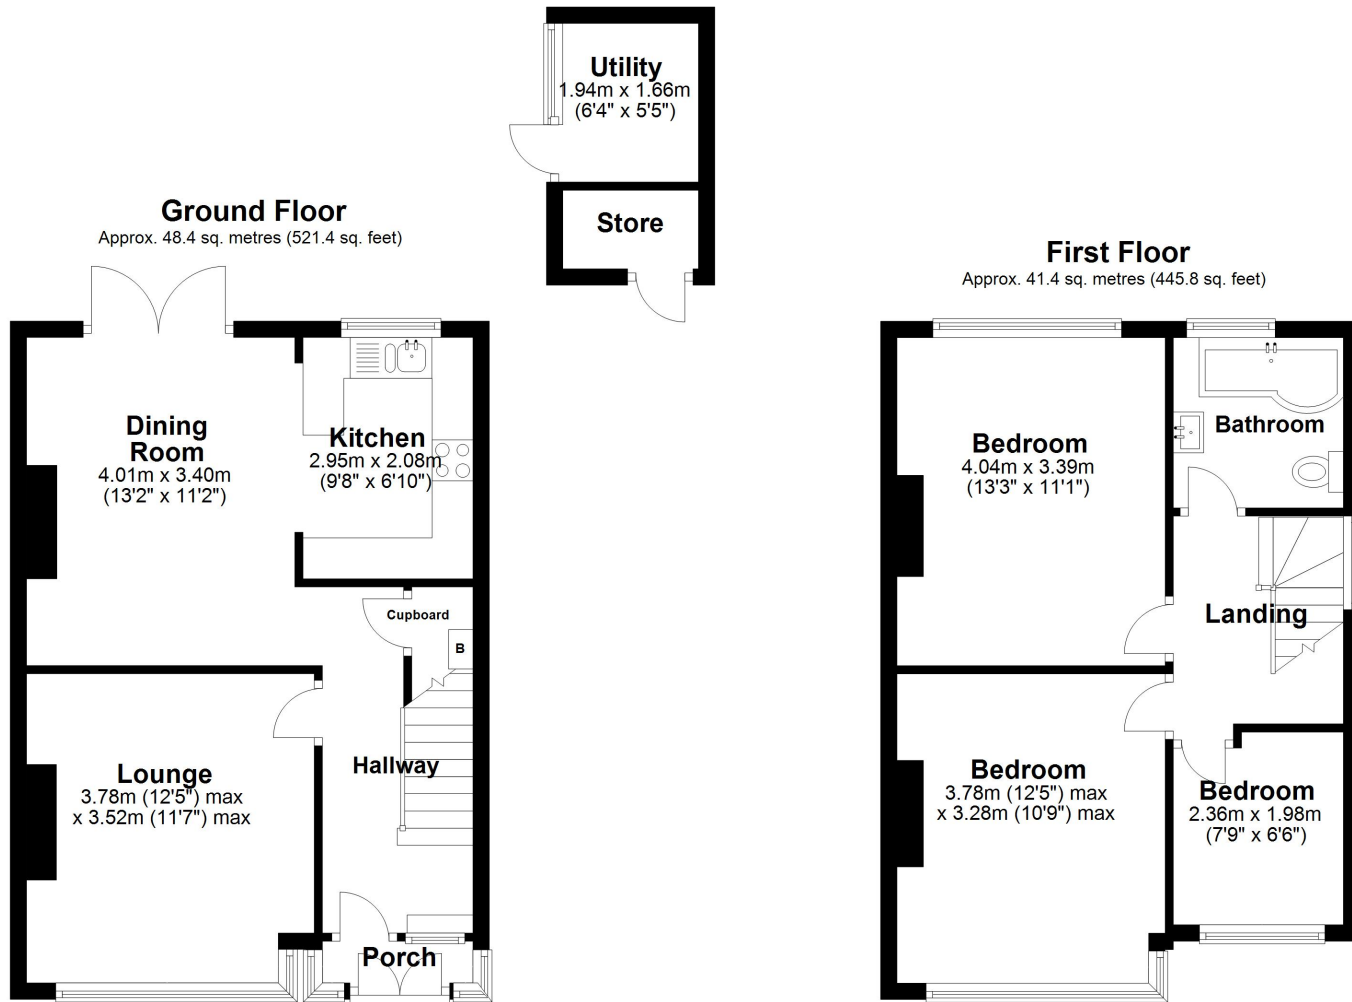 Utility
1.94m x 1.66m
(6'4" x 5'5")
Store
Ground Floor
Approx. 48.4 sq. metres (521.4 sq. feet)
Dining
Room
4.01m x 3.40m
(13'2" x 11'2")
Kitchen
2.95m x 2.08m
(9'8" x 6'10")
Cupboard
B
Lounge
3.78m (12'5") max
x 3.52m (11'7") max
Hallway
Porch
First Floor
Approx. 41.4 sq. metres (445.8 sq. feet)
Bedroom
4.04m x 3.39m
(13'3" x 11'1")
Bathroom
Landing
Bedroom
3.78m (12'5") max
x 3.28m (10'9") max
Bedroom
2.36m x 1.98m
(7'9" x 6'6")